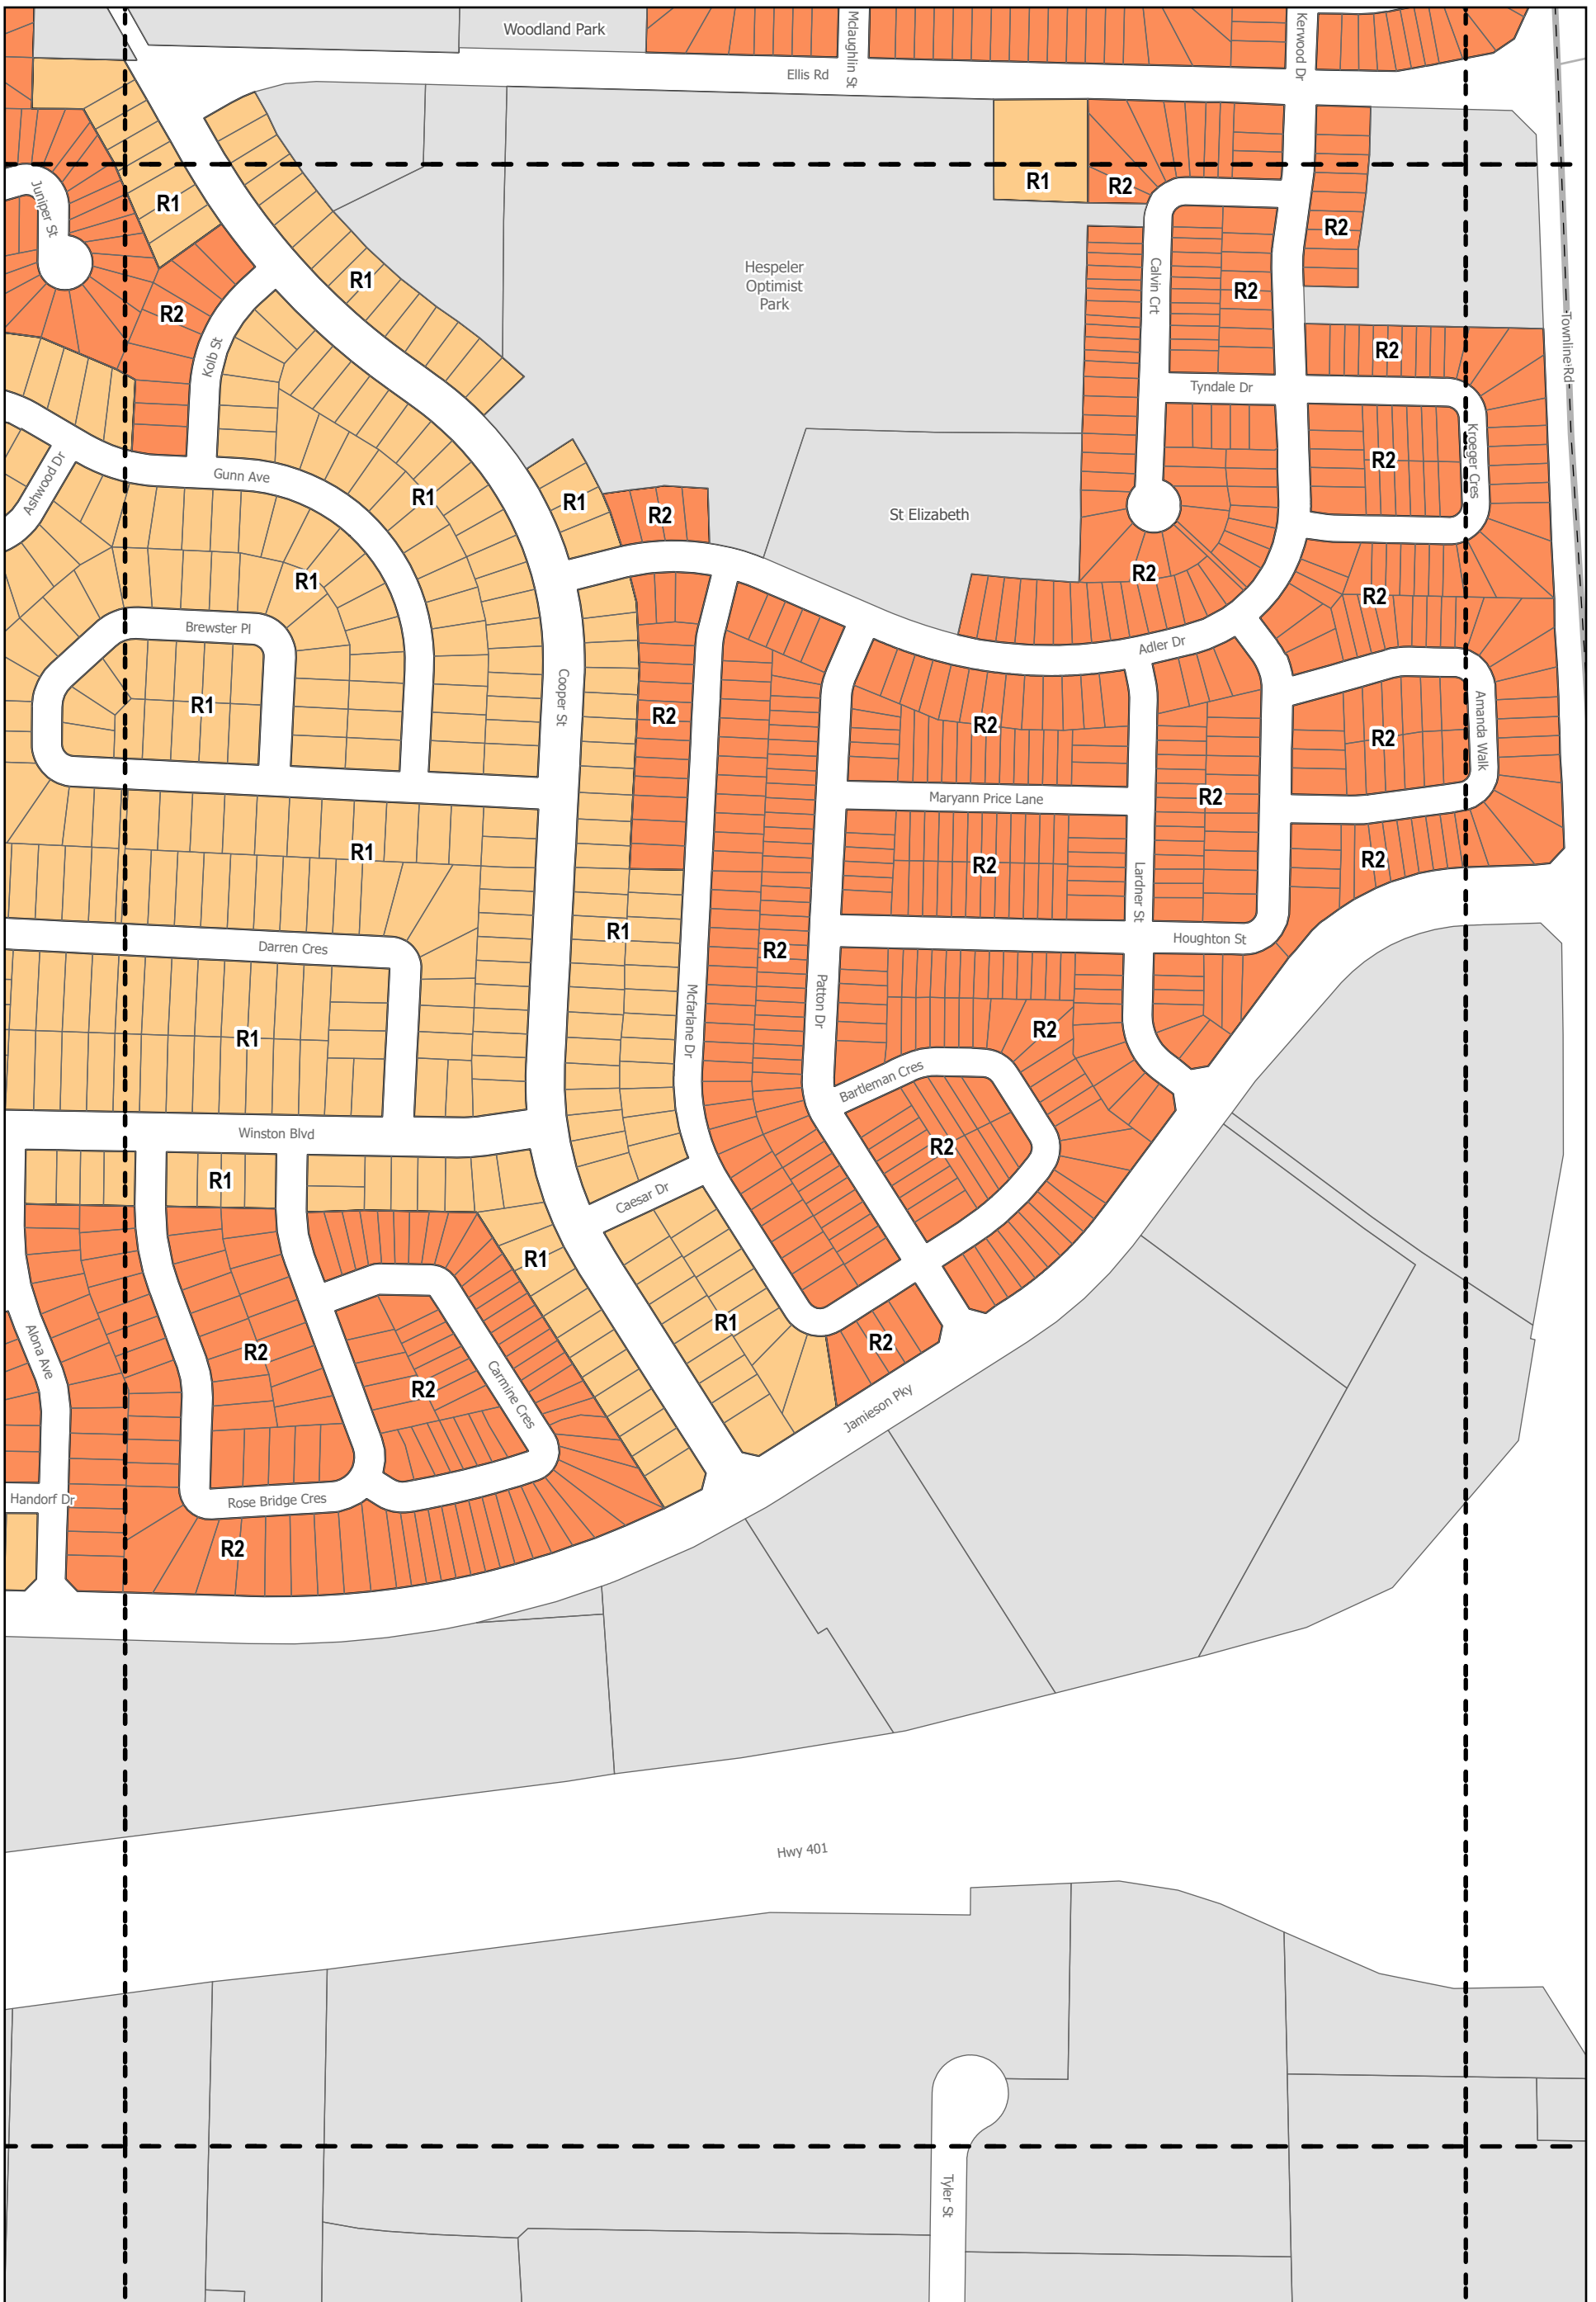 Woodland Park
Mclaughlin St
Kerwood Dr
Ellis Rd
R1
R2
Juniper St
R1
R2
Hespeler
Optimist
Park
R1
Calvin Crt
R2
R2
Kolb St
Townline Rd
R2
Tyndale Dr
Kroeger Cres
R2
Ashwood Dr
Gunn Ave
R1
R1
R2
St Elizabeth
R1
R2
R2
Brewster Pl
Adler Dr
R1
Cooper St
R2
R2
R2
Amanda Walk
Maryann Price Lane
R2
R1
R2
R2
Lardner St
R1
Darren Cres
R2
Houghton St
R1
Mcfarlane Dr
Patton Dr
R2
Bartleman Cres
Winston Blvd
R2
R1
Caesar Dr
R1
Alona Ave
R2
R1
R2
R2
Carmine Cres
Jamieson Pky
Handorf Dr
Rose Bridge Cres
R2
Hwy 401
Tyler St